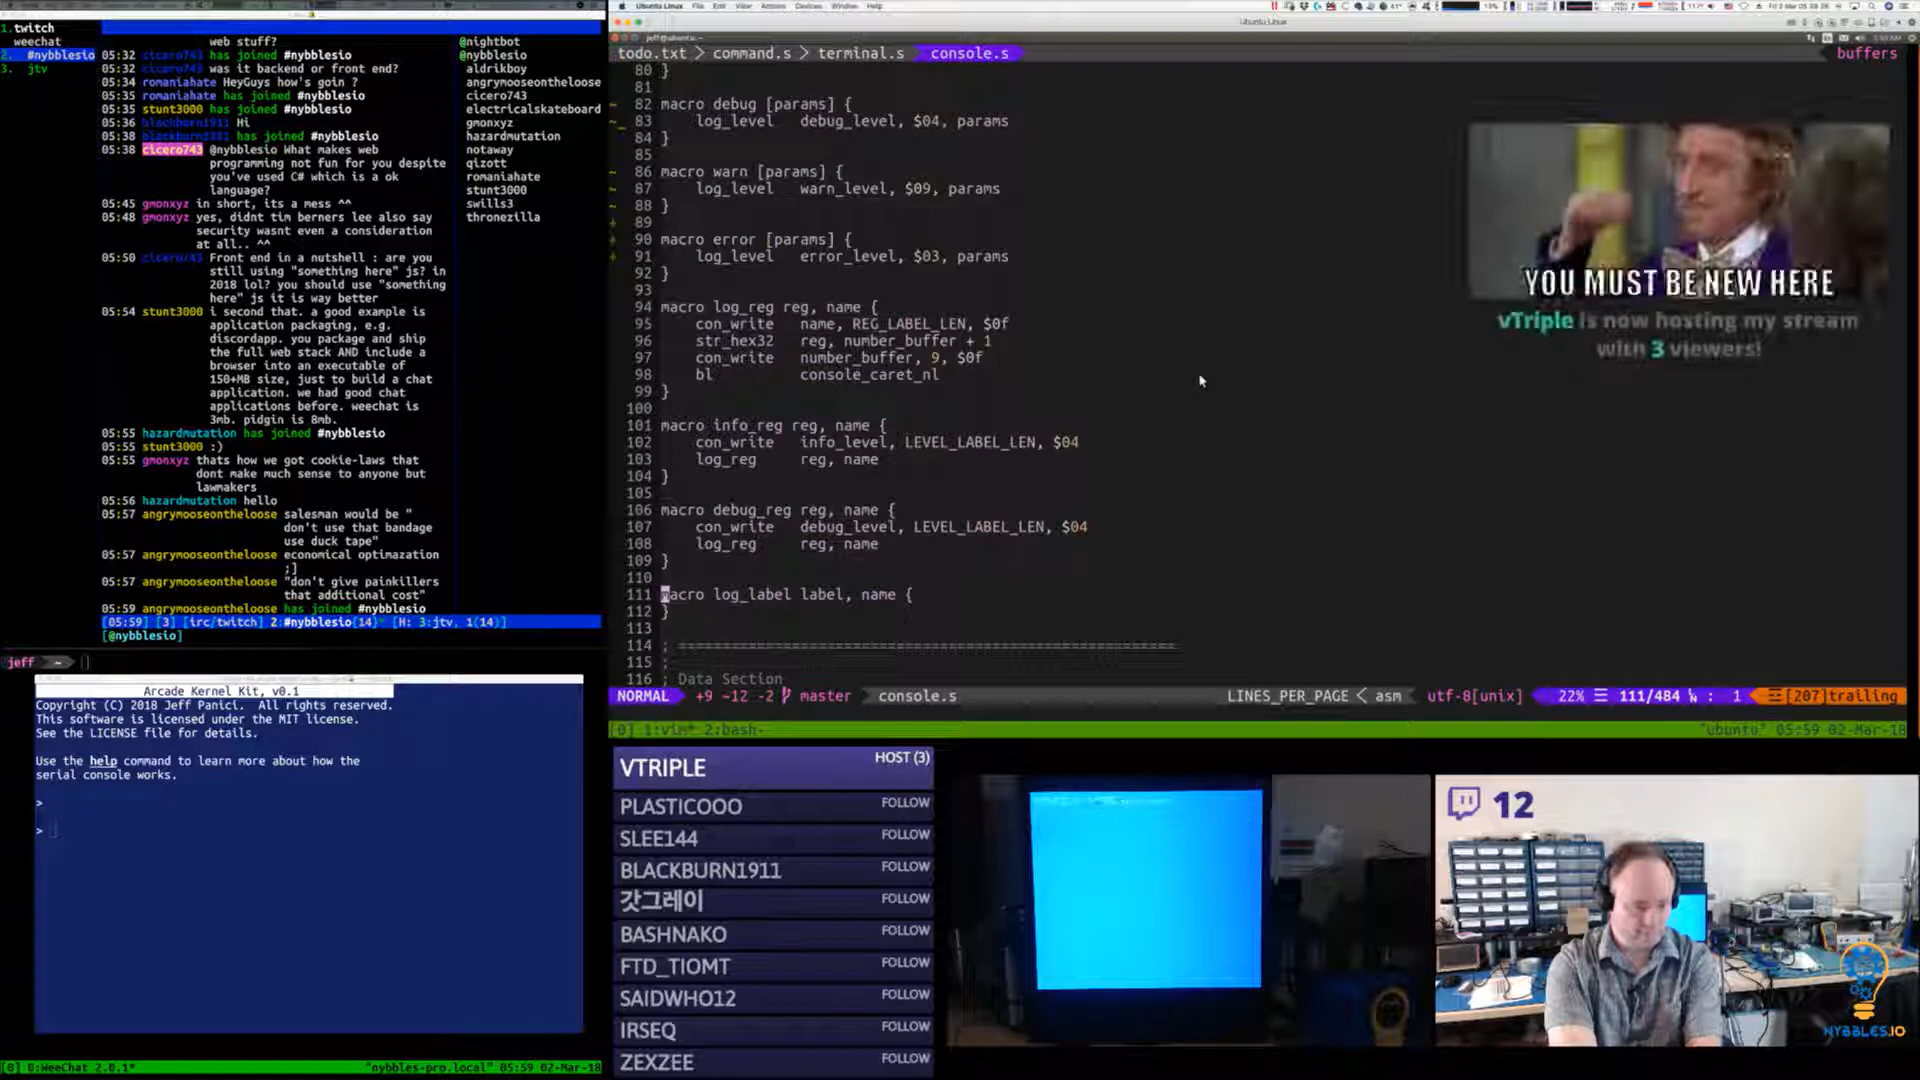 1.twitch
weechat
2. #nybblesio
3. jtv
web stuff?
05:32 cicero743 has joined #nybblesio
05:32 cicero743 was it backend or front end?
05:34 romaniahate HeyGuys how's goin ?
05:35 romaniahate has joined #nybblesio
05:35 stunt3000 has joined #nybblesio
05:36 blackburn1911 Hi
05:38 blackburn1911 has joined #nybblesio
05:38 cicero743 @nybblesio What makes web
programming not fun for you despite
you've used C# which is a ok
language?
05:45 gmonxyz in short, its a mess ^^
05:48 gmonxyz yes, didnt tim berners lee also say
security wasnt even a consideration
at all.. ^^
05:50 cicero743 Front end in a nutshell : are you
still using "something here" js? in
2018 lol? you should use "something
here" js it is way better
05:54 stunt3000 i second that. a good example is
application packaging, e.g.
discordapp. you package and ship
the full web stack AND include a
browser into an executable of
150+MB size, just to build a chat
application. we had good chat
applications before. weechat is
3mb. pidgin is 8mb.
05:55 hazardmutation has joined #nybblesio
05:55 stunt3000 :)
05:55 gmonxyz thats how we got cookie-laws that
dont make much sense to anyone but
lawmakers
05:56 hazardmutation hello
05:57 angrymooseontheloose salesman would be "
don't use that bandage
use duck tape"
05:57 angrymooseontheloose economical optimazation
;]
05:57 angrymooseontheloose "don't give painkillers
that additional cost"
05:59 angrymooseontheloose has joined #nybblesio
[05:59] [3] [irc/twitch] 2:#nybblesio{14}* [H: 3:jtv, 1(14)]
[@nybblesio]
@nightbot
@nybblesio
aldrikboy
angrymooseontheloose
cicero743
electricalskateboard
gmonxyz
hazardmutation
notaway
qizott
romaniahate
stunt3000
swills3
thronezilla
jeff ~
Arcade Kernel Kit, v0.1
Copyright (C) 2018 Jeff Panici. All rights reserved.
This software is licensed under the MIT license.
See the LICENSE file for details.
Use the help command to learn more about how the
serial console works.
>
>
[0] 0:WeeChat 2.0.1* "nybbles-pro.local" 05:59 02-Mar-18
Ubuntu Linux File Edit View Actions Devices Window Help
Ubuntu Linux
todo.txt > command.s > terminal.s console.s buffers
80 }
81
82 macro debug [params] {
83 log_level debug_level, $04, params
84 }
85
86 macro warn [params] {
87 log_level warn_level, $09, params
88 }
89
90 macro error [params] {
91 log_level error_level, $03, params
92 }
93
94 macro log_reg reg, name {
95 con_write name, REG_LABEL_LEN, $0f
96 str_hex32 reg, number_buffer + 1
97 con_write number_buffer, 9, $0f
98 bl console_caret_nl
99 }
100
101 macro info_reg reg, name {
102 con_write info_level, LEVEL_LABEL_LEN, $04
103 log_reg reg, name
104 }
105
106 macro debug_reg reg, name {
107 con_write debug_level, LEVEL_LABEL_LEN, $04
108 log_reg reg, name
109 }
110
111 macro log_label label, name {
112 }
113
114 ; =========================================================
115 ;
116 ; Data Section
NORMAL +9 ~12 -2 master console.s LINES_PER_PAGE < asm utf-8[unix] 22% 111/484 : 1 [207]trailing
[0] 1:vim* 2:bash- "ubuntu" 05:59 02-Mar-18
YOU MUST BE NEW HERE
vTriple is now hosting my stream
with 3 viewers!
VTRIPLE HOST (3)
PLASTICOOO FOLLOW
SLEE144 FOLLOW
BLACKBURN1911 FOLLOW
갓그레이 FOLLOW
BASHNAKO FOLLOW
FTD_TIOMT FOLLOW
SAIDWHO12 FOLLOW
IRSEQ FOLLOW
ZEXZEE FOLLOW
12
NYBBLES.IO